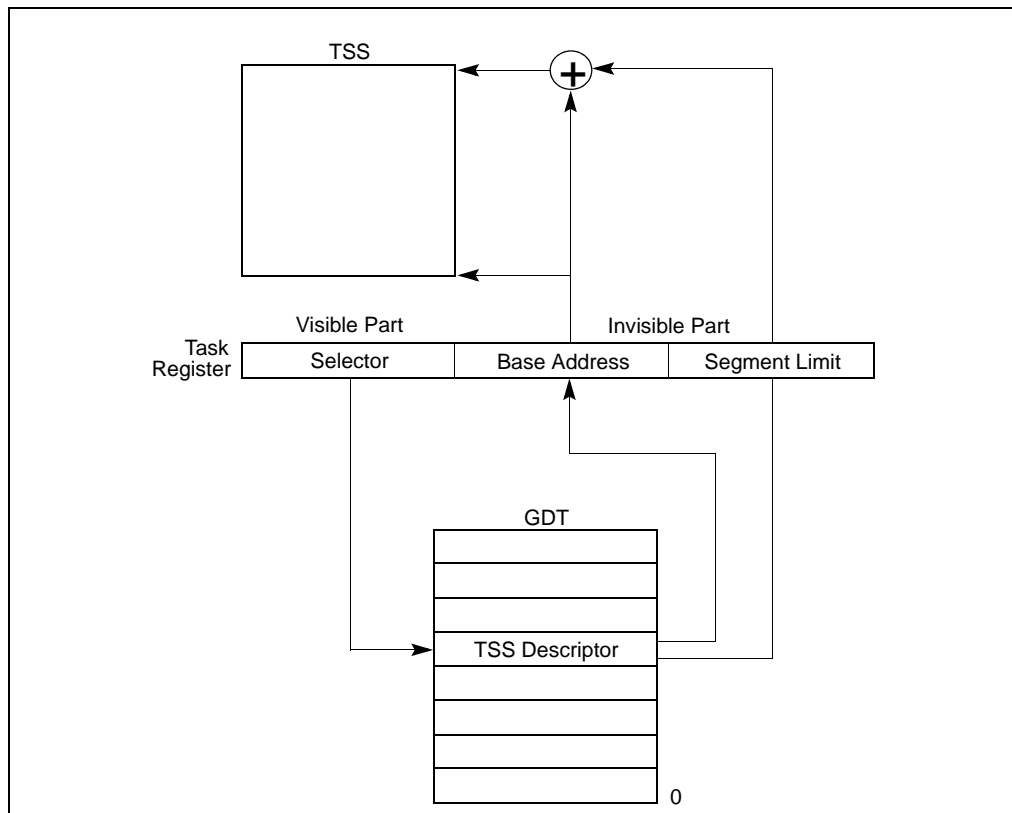 TSS
+
Visible Part
Invisible Part
Task
Register
Selector
Base Address
Segment Limit
GDT
TSS Descriptor
0